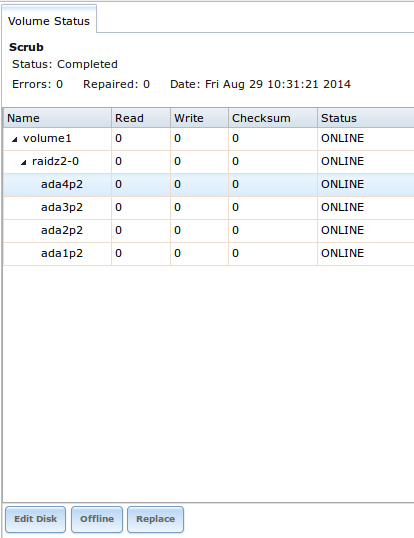 Volume Status
Scrub
Status: Completed
Errors: 0 Repaired: 0 Date: Fri Aug 29 10:31:21 2014
Name Read Write Checksum Status
volume1 0 0 0 ONLINE
raidz2-0 0 0 0 ONLINE
ada4p2 0 0 0 ONLINE
ada3p2 0 0 0 ONLINE
ada2p2 0 0 0 ONLINE
ada1p2 0 0 0 ONLINE
Edit Disk Offline Replace